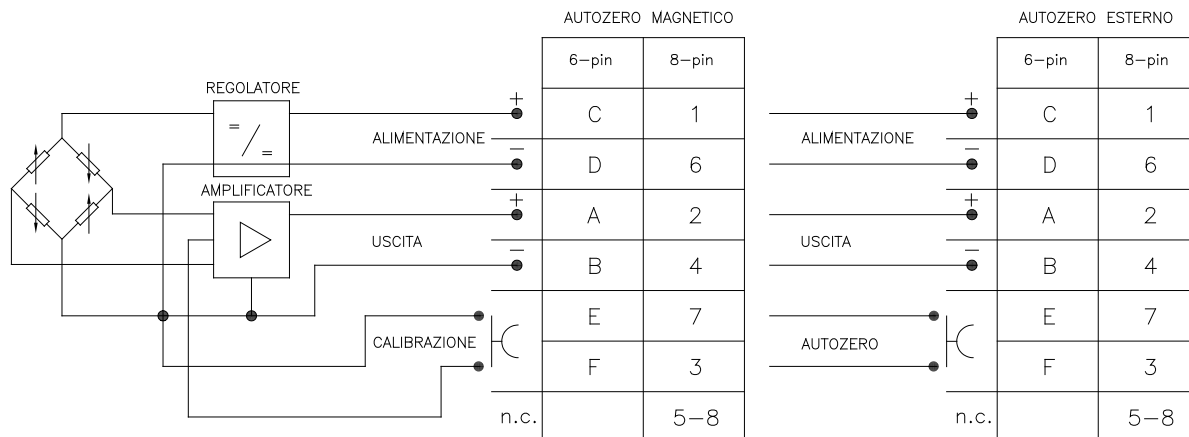 AUTOZERO MAGNETICO
6-pin 8-pin
REGOLATORE
= / =
AMPLIFICATORE
ALIMENTAZIONE
+ C 1
− D 6
USCITA
+ A 2
− B 4
CALIBRAZIONE
E 7
F 3
n.c. 5-8
AUTOZERO ESTERNO
6-pin 8-pin
ALIMENTAZIONE
+ C 1
− D 6
USCITA
+ A 2
− B 4
AUTOZERO
E 7
F 3
n.c. 5-8